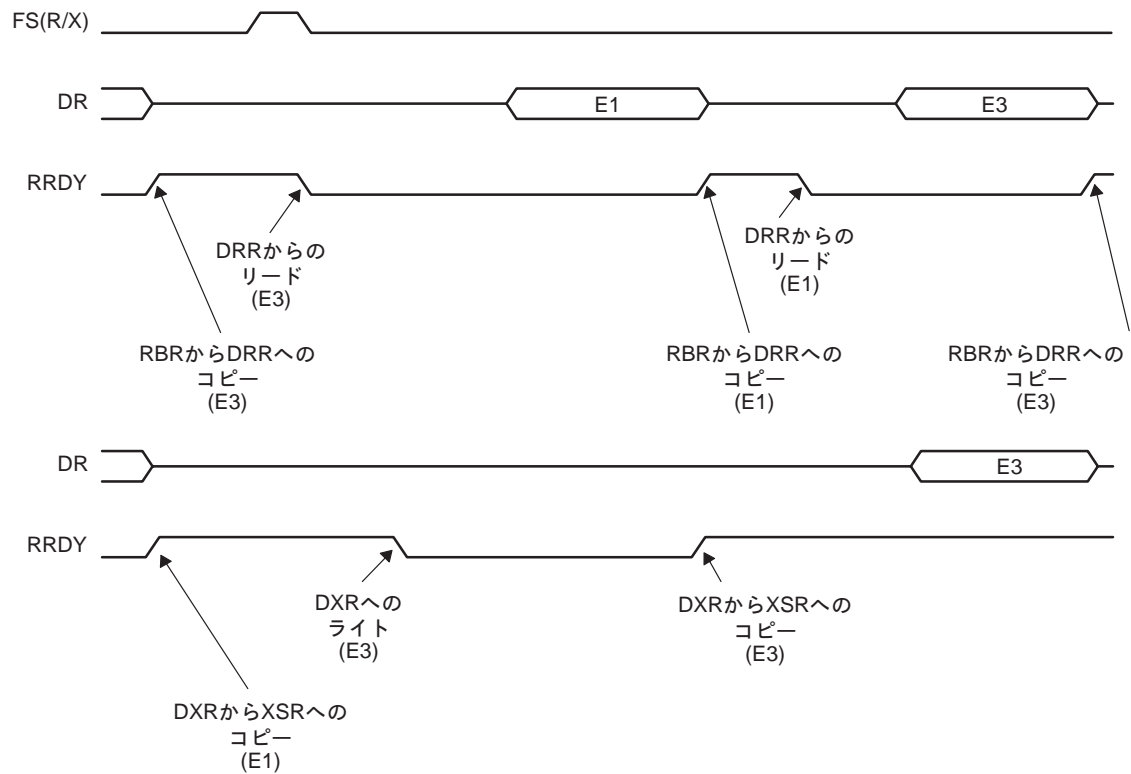 FS(R/X)
DR
E1
E3
RRDY
DRRからの
リード
(E3)
DRRからの
リード
(E1)
RBRからDRRへの
コピー
(E3)
RBRからDRRへの
コピー
(E1)
RBRからDRRへの
コピー
(E3)
DR
E3
RRDY
DXRへの
ライト
(E3)
DXRからXSRへの
コピー
(E3)
DXRからXSRへの
コピー
(E1)